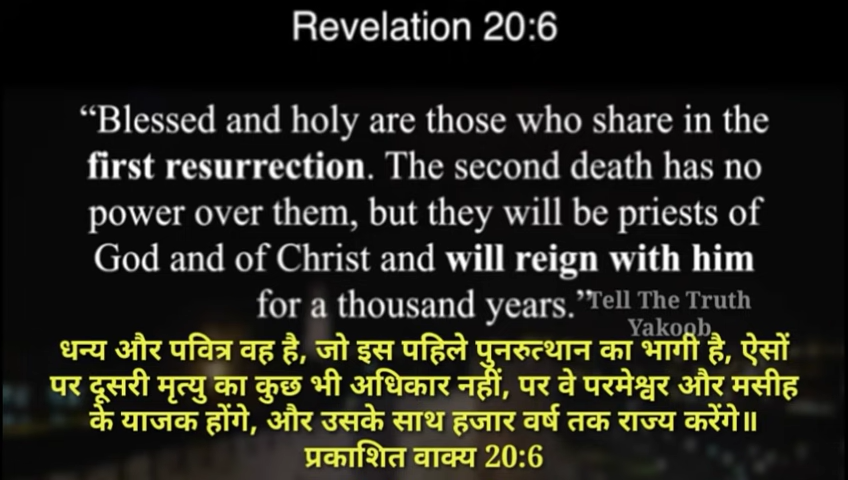 Revelation 20:6
“Blessed and holy are those who share in the
first resurrection. The second death has no
power over them, but they will be priests of
God and of Christ and will reign with him
for a thousand years.”
Tell The Truth
Yakoob
धन्य और पवित्र वह है, जो इस पहिले पुनरुत्थान का भागी है, ऐसों
पर दूसरी मृत्यु का कुछ भी अधिकार नहीं, पर वे परमेश्वर और मसीह
के याजक होंगे, और उसके साथ हजार वर्ष तक राज्य करेंगे॥
प्रकाशित वाक्य 20:6